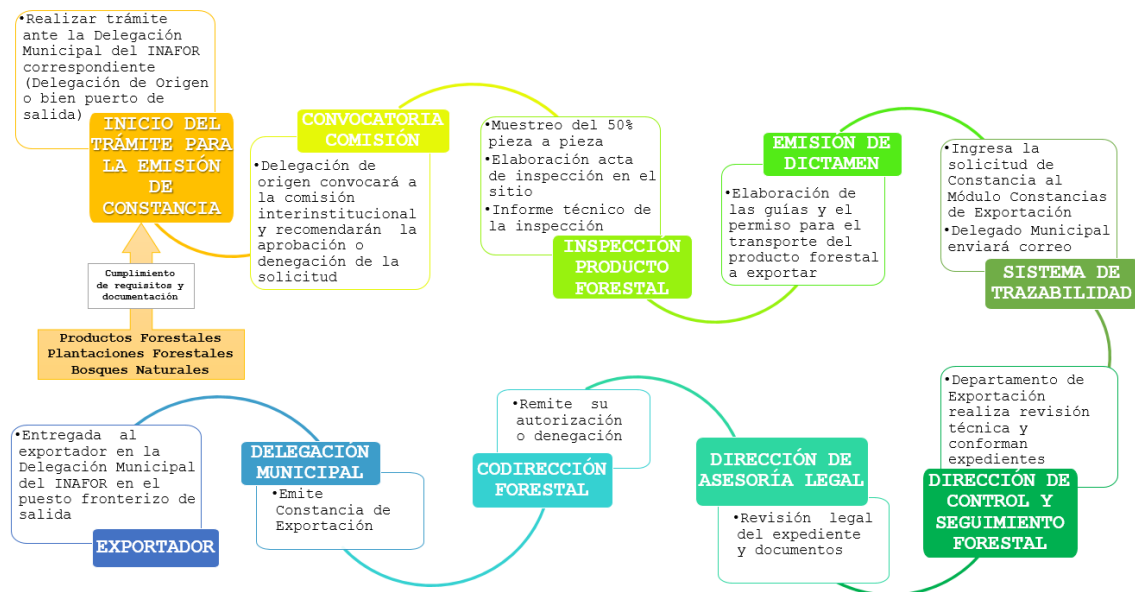 •Realizar trámite
ante la Delegación
Municipal del INAFOR
correspondiente
(Delegación de Origen
o bien puerto de
salida)
INICIO DEL
TRÁMITE PARA
LA EMISIÓN
DE
CONSTANCIA
Cumplimiento
de requisitos y
documentación
Productos Forestales
Plantaciones Forestales
Bosques Naturales
CONVOCATORIA
COMISIÓN
•Delegación de
origen convocará a
la comisión
interinstitucional
y recomendarán la
aprobación o
denegación de la
solicitud
•Muestreo del 50%
pieza a pieza
•Elaboración acta
de inspección en el
sitio
•Informe técnico de
la inspección
INSPECCIÓN
PRODUCTO
FORESTAL
EMISIÓN DE
DICTAMEN
•Elaboración de
las guías y el
permiso para el
transporte del
producto forestal
a exportar
•Ingresa la
solicitud de
Constancia al
Módulo Constancias
de Exportación
•Delegado Municipal
enviará correo
SISTEMA DE
TRAZABILIDAD
•Departamento de
Exportación
realiza revisión
técnica y
conforman
expedientes
DIRECCIÓN DE
CONTROL Y
SEGUIMIENTO
FORESTAL
DIRECCIÓN DE
ASESORÍA LEGAL
•Revisión legal
del expediente
y documentos
•Remite su
autorización
o denegación
CODIRECCIÓN
FORESTAL
DELEGACIÓN
MUNICIPAL
•Emite
Constancia de
Exportación
•Entregada al
exportador en la
Delegación Municipal
del INAFOR en el
puesto fronterizo de
salida
EXPORTADOR